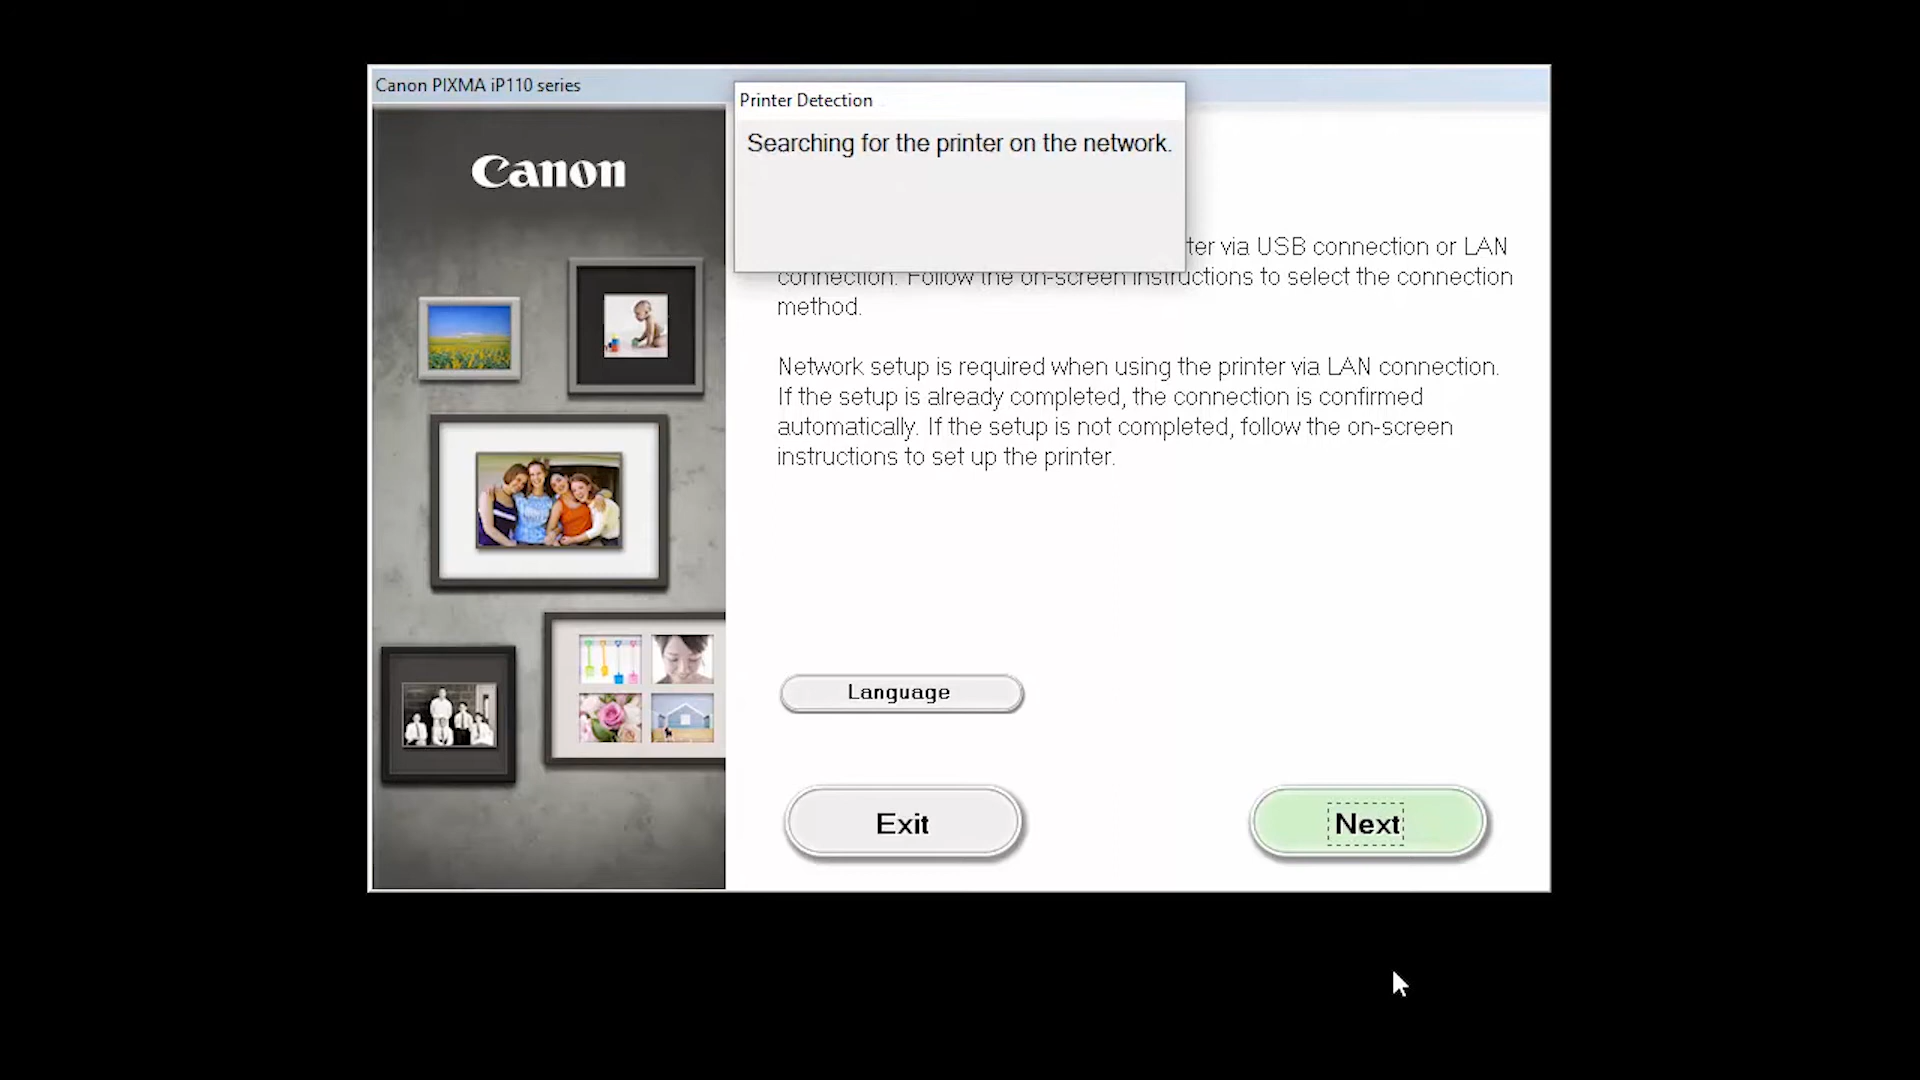 Canon PIXMA iP110 series
Printer Detection
Searching for the printer on the network.
Canon
ter via USB connection or LAN
connection. Follow the on-screen instructions to select the connection
method.
Network setup is required when using the printer via LAN connection.
If the setup is already completed, the connection is confirmed
automatically. If the setup is not completed, follow the on-screen
instructions to set up the printer.
Language
Exit
Next